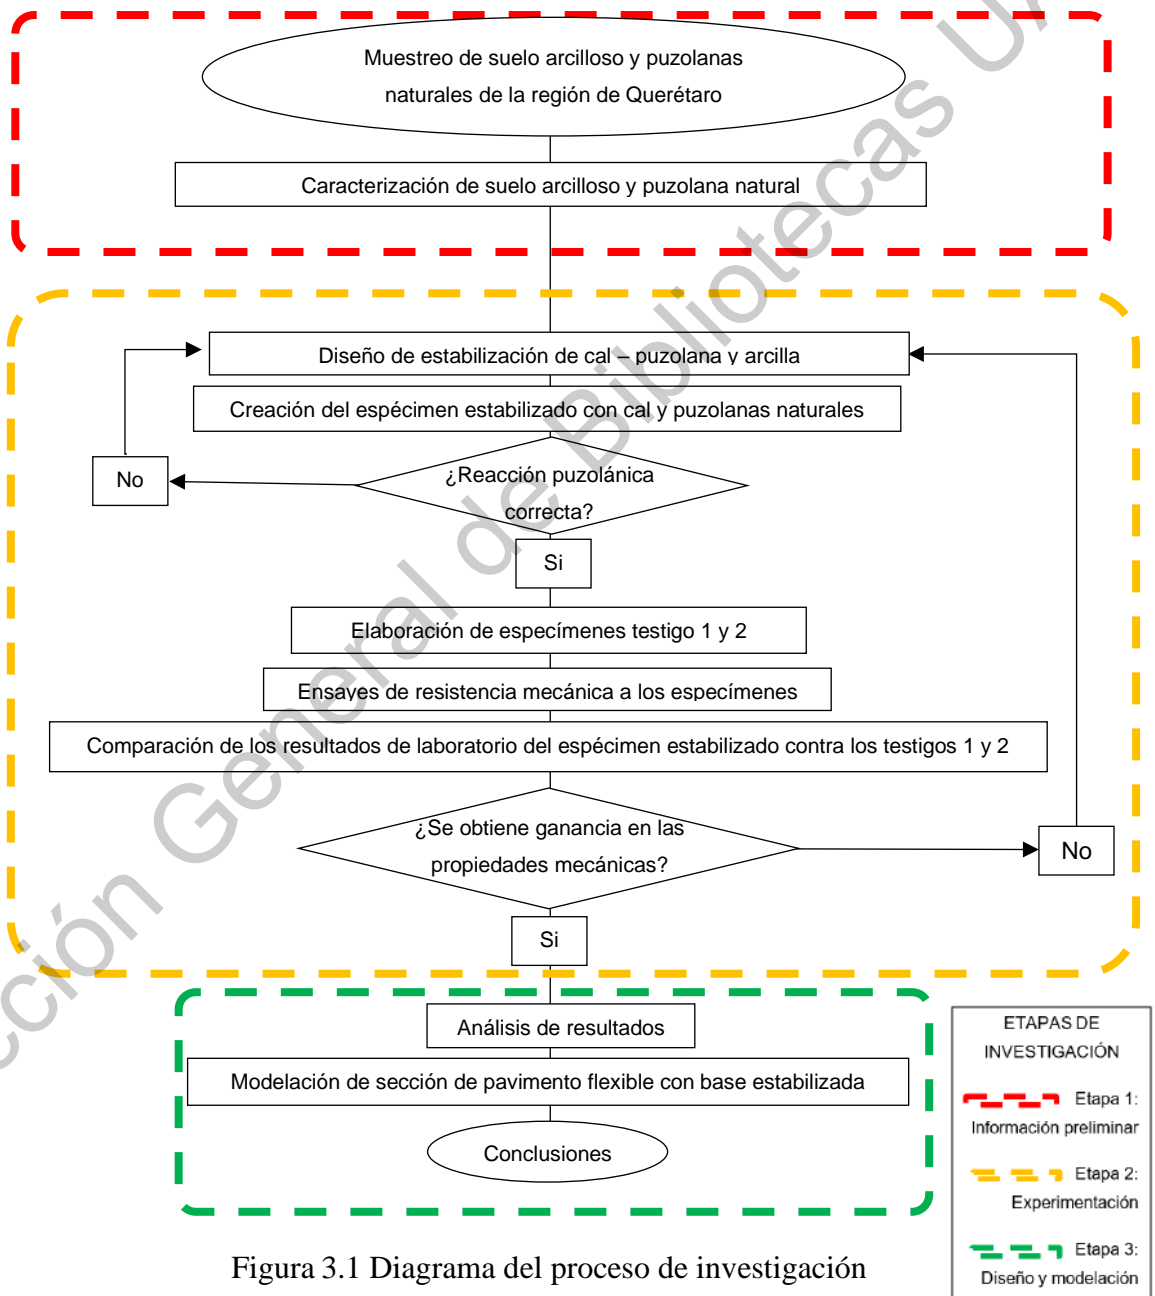 Muestreo de suelo arcilloso y puzolanas
naturales de la región de Querétaro
Caracterización de suelo arcilloso y puzolana natural
Diseño de estabilización de cal – puzolana y arcilla
Creación del espécimen estabilizado con cal y puzolanas naturales
No
¿Reacción puzolánica
correcta?
Si
Elaboración de específmenes testigo 1 y 2
Ensayes de resistencia mecánica a los especímenes
Comparación de los resultados de laboratorio del espécimen estabilizado contra los testigos 1 y 2
¿Se obtiene ganancia en las
propiedades mecánicas?
No
Si
Análisis de resultados
Modelación de sección de pavimento flexible con base estabilizada
Conclusiones
ETAPAS DE
INVESTIGACIÓN
Etapa 1:
Información preliminar
Etapa 2:
Experimentación
Etapa 3:
Diseño y modelación
Figura 3.1 Diagrama del proceso de investigación
General de Bibliotecas